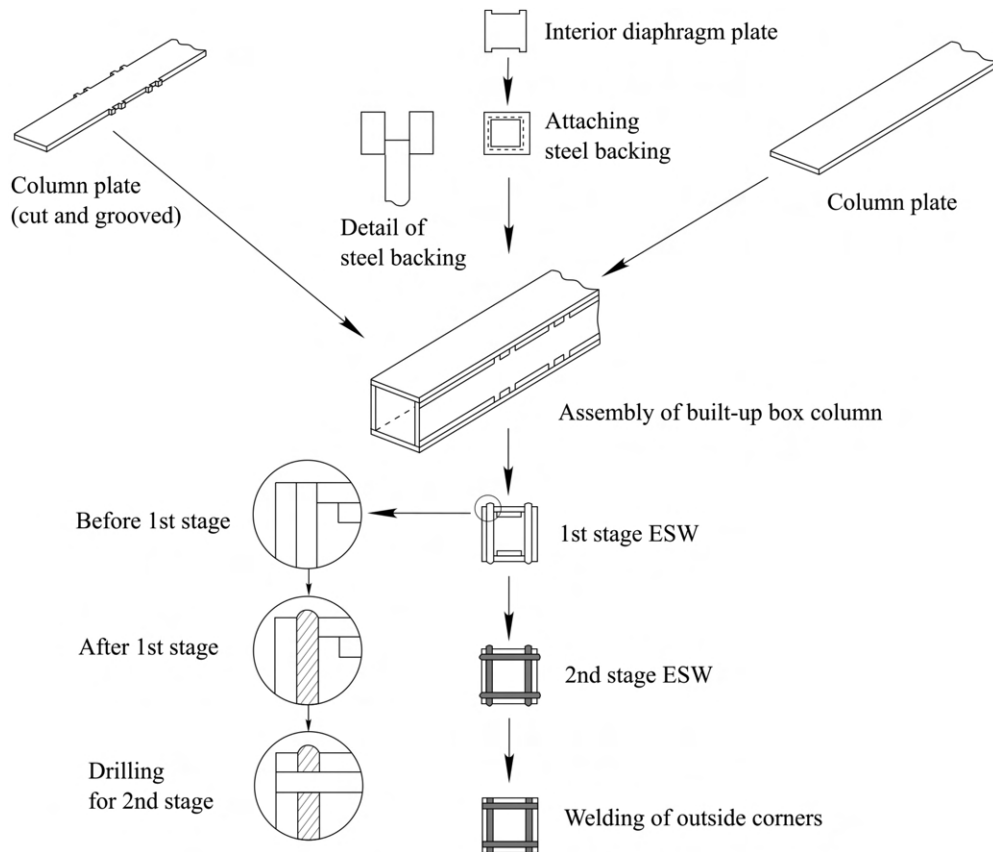 Interior diaphragm plate
Attaching
steel backing
Column plate
(cut and grooved)
Detail of
steel backing
Column plate
Assembly of built-up box column
Before 1st stage
1st stage ESW
After 1st stage
2nd stage ESW
Drilling
for 2nd stage
Welding of outside corners